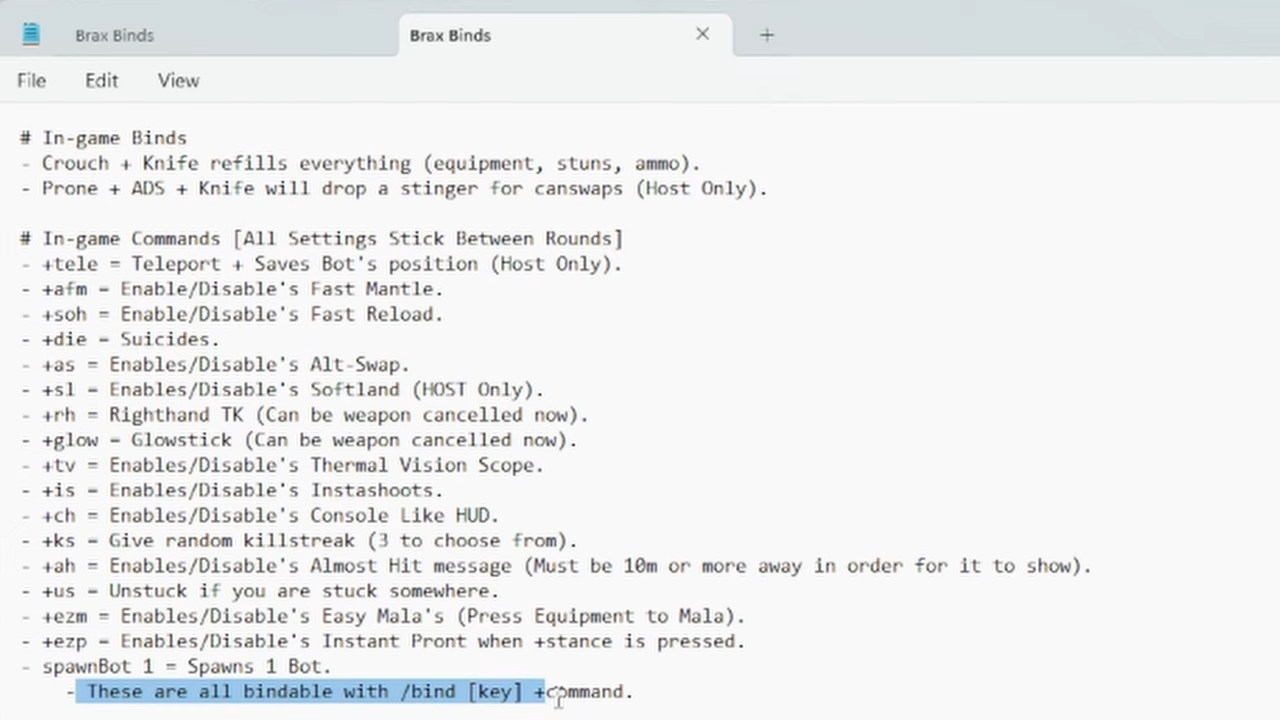 Brax Binds
Brax Binds
File Edit View
# In-game Binds
- Crouch + Knife refills everything (equipment, stuns, ammo).
- Prone + ADS + Knife will drop a stinger for canswaps (Host Only).
# In-game Commands [All Settings Stick Between Rounds]
- +tele = Teleport + Saves Bot's position (Host Only).
- +afm = Enable/Disable's Fast Mantle.
- +soh = Enable/Disable's Fast Reload.
- +die = Suicides.
- +as = Enables/Disable's Alt-Swap.
- +sl = Enables/Disable's Softland (HOST Only).
- +rh = Righthand TK (Can be weapon cancelled now).
- +glow = Glowstick (Can be weapon cancelled now).
- +tv = Enables/Disable's Thermal Vision Scope.
- +is = Enables/Disable's Instashoots.
- +ch = Enables/Disable's Console Like HUD.
- +ks = Give random killstreak (3 to choose from).
- +ah = Enables/Disable's Almost Hit message (Must be 10m or more away in order for it to show).
- +us = Unstuck if you are stuck somewhere.
- +ezm = Enables/Disable's Easy Mala's (Press Equipment to Mala).
- +ezp = Enables/Disable's Instant Pront when +stance is pressed.
- spawnBot 1 = Spawns 1 Bot.
- These are all bindable with /bind [key] +command.